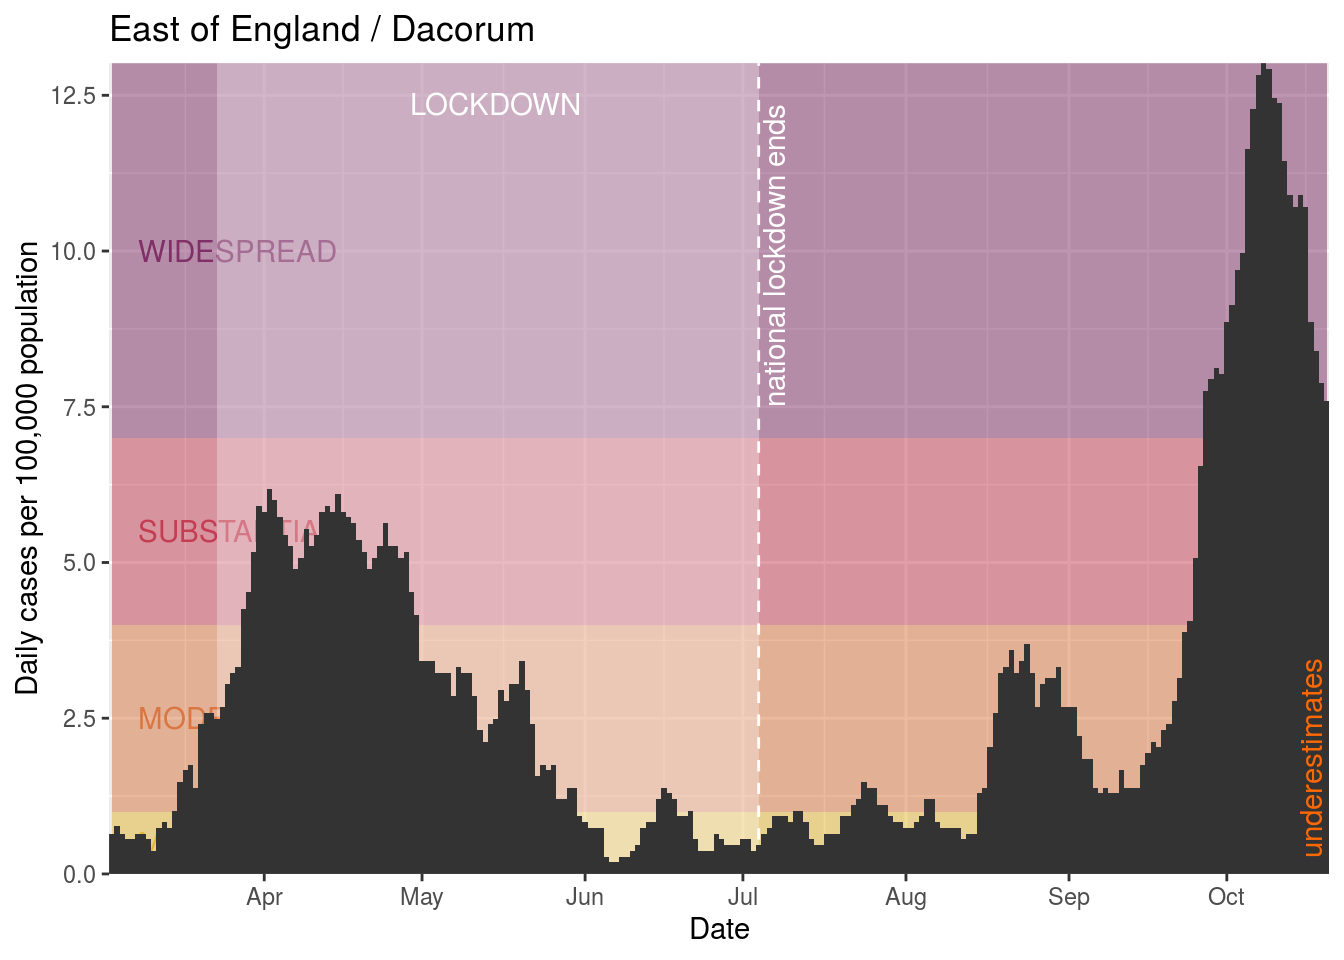 East of England / Dacorum
12.5
10.0
7.5
5.0
2.5
0.0
Daily cases per 100,000 population
LOCKDOWN
national lockdown ends
WIDESPREAD
underestimates
Apr
May
Jun
Jul
Aug
Sep
Oct
Date